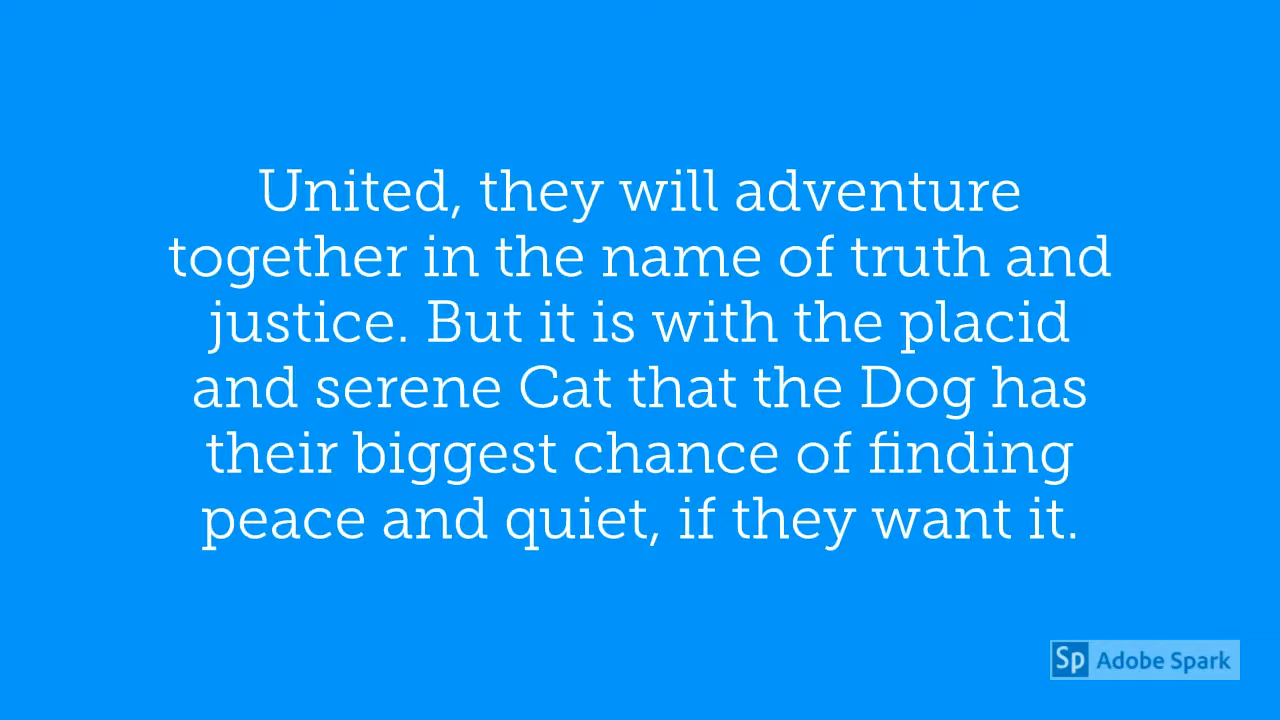 United, they will adventure
together in the name of truth and
justice. But it is with the placid
and serene Cat that the Dog has
their biggest chance of finding
peace and quiet, if they want it.
Sp Adobe Spark